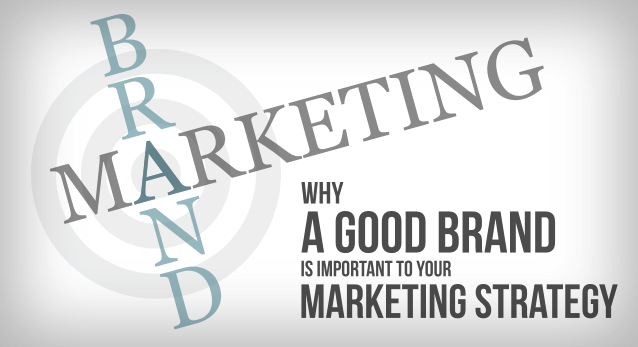 BRAND
MARKETING
WHY
A GOOD BRAND
IS IMPORTANT TO YOUR
MARKETING STRATEGY